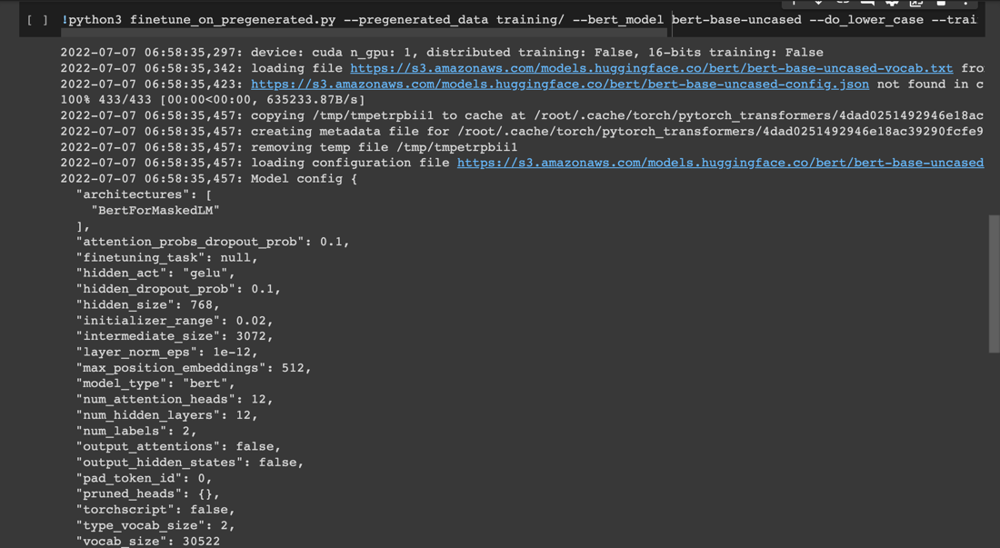 [ ] !python3 finetune_on_pregenerated.py --pregenerated_data training/ --bert_model bert-base-uncased --do_lower_case --trai
2022-07-07 06:58:35,297: device: cuda n_gpu: 1, distributed training: False, 16-bits training: False
2022-07-07 06:58:35,342: loading file https://s3.amazonaws.com/models.huggingface.co/bert/bert-base-uncased-vocab.txt fro
2022-07-07 06:58:35,423: https://s3.amazonaws.com/models.huggingface.co/bert/bert-base-uncased-config.json not found in c
100% 433/433 [00:00<00:00, 635233.87B/s]
2022-07-07 06:58:35,457: copying /tmp/tmpetrpbii1 to cache at /root/.cache/torch/pytorch_transformers/4dad0251492946e18ac
2022-07-07 06:58:35,457: creating metadata file for /root/.cache/torch/pytorch_transformers/4dad0251492946e18ac39290fcfe9
2022-07-07 06:58:35,457: removing temp file /tmp/tmpetrpbii1
2022-07-07 06:58:35,457: loading configuration file https://s3.amazonaws.com/models.huggingface.co/bert/bert-base-uncased
2022-07-07 06:58:35,457: Model config {
"architectures": [
"BertForMaskedLM"
],
"attention_probs_dropout_prob": 0.1,
"finetuning_task": null,
"hidden_act": "gelu",
"hidden_dropout_prob": 0.1,
"hidden_size": 768,
"initializer_range": 0.02,
"intermediate_size": 3072,
"layer_norm_eps": 1e-12,
"max_position_embeddings": 512,
"model_type": "bert",
"num_attention_heads": 12,
"num_hidden_layers": 12,
"num_labels": 2,
"output_attentions": false,
"output_hidden_states": false,
"pad_token_id": 0,
"pruned_heads": {},
"torchscript": false,
"type_vocab_size": 2,
"vocab_size": 30522